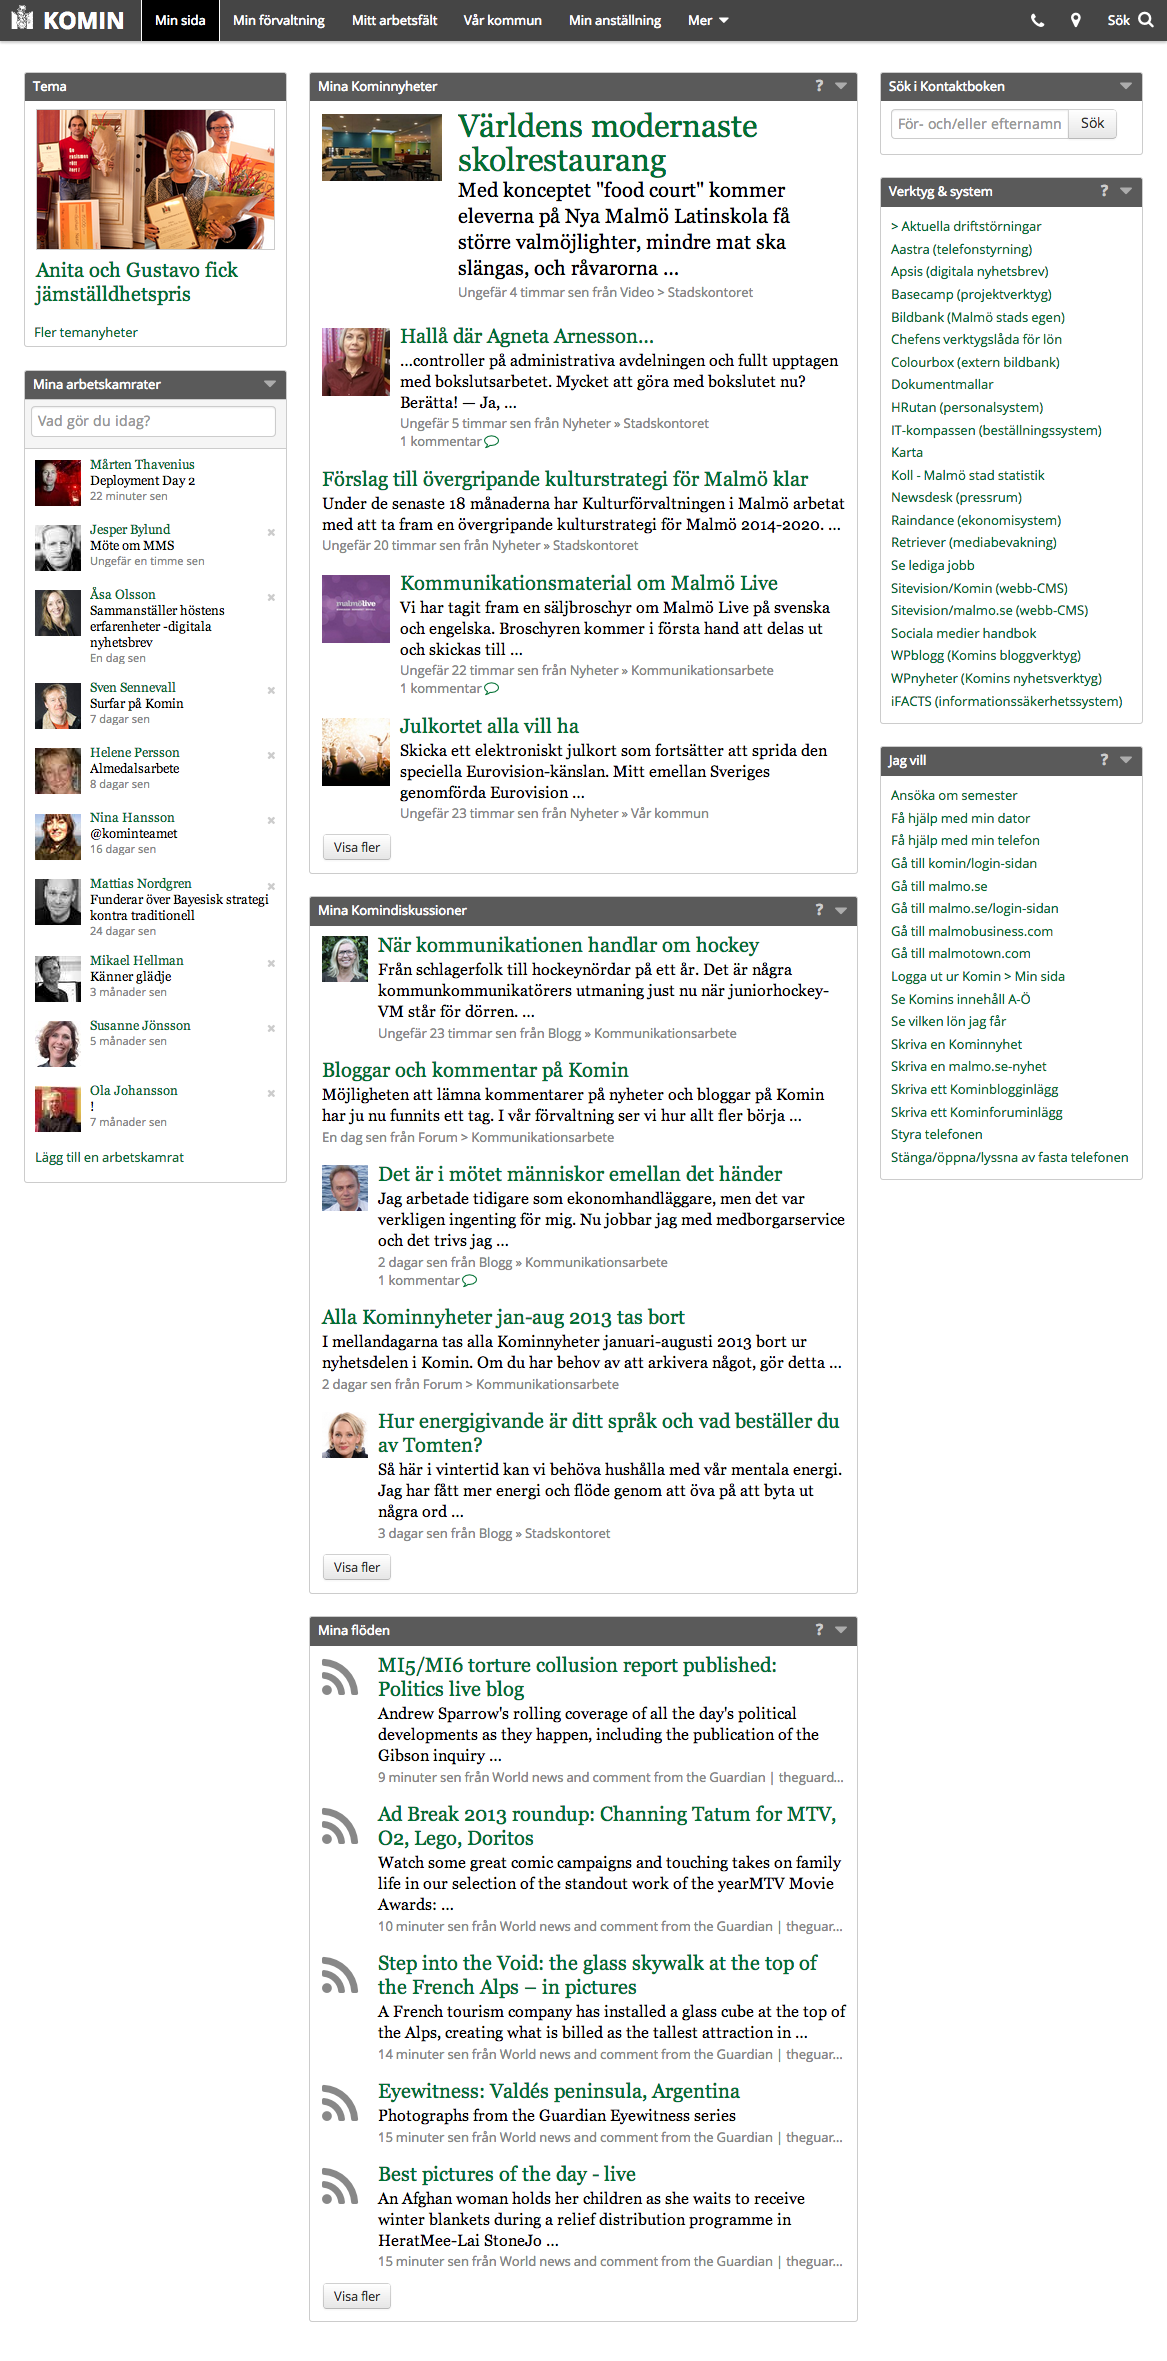 KOMIN
Min sida
Min förvaltning
Mitt arbetsfält
Vår kommun
Min anställning
Mer
Sök
Tema
Anita och Gustavo fick
jämställdhetspris
Fler temanyheter
Mina arbetskamrater
Vad gör du idag?
Mårten Thavenius
Deployment Day 2
22 minuter sen
Jesper Bylund
Möte om MMS
Ungefär en timme sen
Åsa Olsson
Sammanställer höstens
erfarenheter -digitala
nyhetsbrev
En dag sen
Sven Sennevall
Surfar på Komin
7 dagar sen
Helene Persson
Almedalsarbete
8 dagar sen
Nina Hansson
@kominteamet
16 dagar sen
Mattias Nordgren
Funderar över Bayesisk strategi
kontra traditionell
24 dagar sen
Mikael Hellman
Känner glädje
3 månader sen
Susanne Jönsson
5 månader sen
Ola Johansson
!
7 månader sen
Lägg till en arbetskamrat
Mina Kominnyheter ?
Världens modernaste
skolrestaurang
Med konceptet "food court" kommer
eleverna på Nya Malmö Latinskola få
större valmöjlighter, mindre mat ska
slängas, och råvarorna ...
Ungefär 4 timmar sen från Video > Stadskontoret
Hallå där Agneta Arnesson...
...controller på administrativa avdelningen och fullt upptagen
med bokslutsarbetet. Mycket att göra med bokslutet nu?
Berätta! — Ja, ...
Ungefär 5 timmar sen från Nyheter » Stadskontoret
1 kommentar
Förslag till övergripande kulturstrategi för Malmö klar
Under de senaste 18 månaderna har Kulturförvaltningen i Malmö arbetat
med att ta fram en övergripande kulturstrategi för Malmö 2014-2020. ...
Ungefär 20 timmar sen från Nyheter » Stadskontoret
malmölive
Kommunikationsmaterial om Malmö Live
Vi har tagit fram en säljbroschyr om Malmö Live på svenska
och engelska. Broschyren kommer i första hand att delas ut
och skickas till ...
Ungefär 22 timmar sen från Nyheter » Kommunikationsarbete
1 kommentar
Julkortet alla vill ha
Skicka ett elektroniskt julkort som fortsätter att sprida den
speciella Eurovision-känslan. Mitt emellan Sveriges
genomförda Eurovision ...
Ungefär 23 timmar sen från Nyheter » Vår kommun
Visa fler
Mina Komindiskussioner ?
När kommunikationen handlar om hockey
Från schlagerfolk till hockeynördar på ett år. Det är några
kommunkommunikatörers utmaning just nu när juniorhockey-
VM står för dörren. ...
Ungefär 23 timmar sen från Blogg » Kommunikationsarbete
Bloggar och kommentar på Komin
Möjligheten att lämna kommentarer på nyheter och bloggar på Komin
har ju nu funnits ett tag. I vår förvaltning ser vi hur allt fler börja ...
En dag sen från Forum > Kommunikationsarbete
Det är i mötet människor emellan det händer
Jag arbetade tidigare som ekonomhandläggare, men det var
verkligen ingenting för mig. Nu jobbar jag med medborgarservice
och det trivs jag ...
2 dagar sen från Blogg » Kommunikationsarbete
1 kommentar
Alla Kominnyheter jan-aug 2013 tas bort
I mellandagarna tas alla Kominnyheter januari-augusti 2013 bort ur
nyhetsdelen i Komin. Om du har behov av att arkivera något, gör detta ...
2 dagar sen från Forum > Kommunikationsarbete
Hur energigivande är ditt språk och vad beställer du
av Tomten?
Så här i vintertid kan vi behöva hushålla med vår mentala energi.
Jag har fått mer energi och flöde genom att öva på att byta ut
några ord ...
3 dagar sen från Blogg » Stadskontoret
Visa fler
Mina flöden ?
MI5/MI6 torture collusion report published:
Politics live blog
Andrew Sparrow's rolling coverage of all the day's political
developments as they happen, including the publication of the
Gibson inquiry ...
9 minuter sen från World news and comment from the Guardian | theguard...
Ad Break 2013 roundup: Channing Tatum for MTV,
O2, Lego, Doritos
Watch some great comic campaigns and touching takes on family
life in our selection of the standout work of the yearMTV Movie
Awards: ...
10 minuter sen från World news and comment from the Guardian | theguar...
Step into the Void: the glass skywalk at the top of
the French Alps – in pictures
A French tourism company has installed a glass cube at the top of
the Alps, creating what is billed as the tallest attraction in ...
14 minuter sen från World news and comment from the Guardian | theguar...
Eyewitness: Valdés peninsula, Argentina
Photographs from the Guardian Eyewitness series
15 minuter sen från World news and comment from the Guardian | theguar...
Best pictures of the day - live
An Afghan woman holds her children as she waits to receive
winter blankets during a relief distribution programme in
HeratMee-Lai StoneJo ...
15 minuter sen från World news and comment from the Guardian | theguar...
Visa fler
Sök i Kontaktboken
För- och/eller efternamn
Sök
Verktyg & system ?
> Aktuella driftstörningar
Aastra (telefonstyrning)
Apsis (digitala nyhetsbrev)
Basecamp (projektverktyg)
Bildbank (Malmö stads egen)
Chefens verktygslåda för lön
Colourbox (extern bildbank)
Dokumentmallar
HRutan (personalsystem)
IT-kompassen (beställningssystem)
Karta
Koll - Malmö stad statistik
Newsdesk (pressrum)
Raindance (ekonomisystem)
Retriever (mediabevakning)
Se lediga jobb
Sitevision/Komin (webb-CMS)
Sitevision/malmo.se (webb-CMS)
Sociala medier handbok
WPblogg (Komins bloggverktyg)
WPnyheter (Komins nyhetsverktyg)
iFACTS (informationssäkerhetssystem)
Jag vill ?
Ansöka om semester
Få hjälp med min dator
Få hjälp med min telefon
Gå till komin/login-sidan
Gå till malmo.se
Gå till malmo.se/login-sidan
Gå till malmobusiness.com
Gå till malmotown.com
Logga ut ur Komin > Min sida
Se Komins innehåll A-Ö
Se vilken lön jag får
Skriva en Kominnyhet
Skriva en malmo.se-nyhet
Skriva ett Kominblogginlägg
Skriva ett Kominforuminlägg
Styra telefonen
Stänga/öppna/lyssna av fasta telefonen